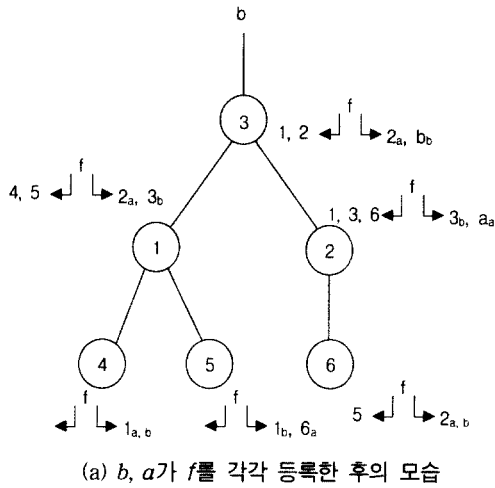 b
3
f
1, 2
2a, bb
f
4, 5
2a, 3b
f
1, 3, 6
3b, aa
1
2
4
5
6
f
1a, b
f
1b, 6a
f
5
2a, b
(a) b, a가 f를 각각 등록한 후의 모습